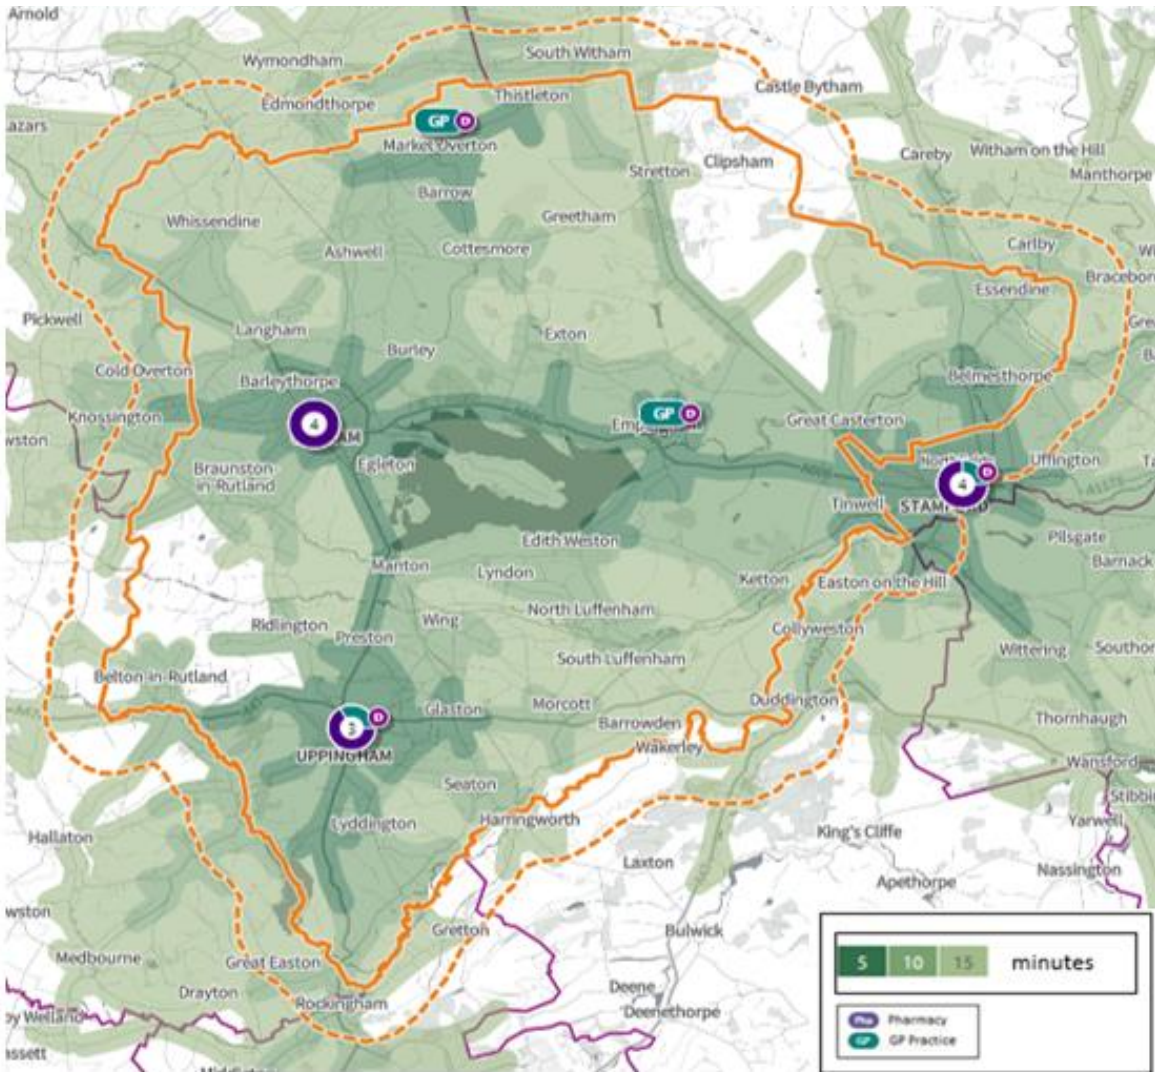 Arnold
Wymondham
South Witham
Edmondthorpe
Thistleton
Castle Bytham
GP D
Market Overton
Clipsham
Careby
Witham on the Hill
Manthorpe
Stretton
Barrow
Whissendine
Greetham
Ashwell
Cottesmore
Carlby
Essendine
Pickwell
Langham
Exton
Burley
Cold Overton
Barleythorpe
Belmesthorpe
Knossington
4
GP D
Great Casterton
Egleton
Braunston-
in-Rutland
Uffington
D
4
Tinwell
Edith Weston
Pilsgate
Manton
Lyndon
Ketton
Easton on the Hill
Barnack
North Luffenham
Ridlington
Wing
Preston
Collyweston
Wittering
South Luffenham
Belton-in-Rutland
Duddington
Glaston
Morcott
D
3
Barrowden
Thornhaugh
Wakerley
UPPINGHAM
Wansford
Seaton
Lyddington
Harringworth
King's Cliffe
Yarwell
Hallaton
Laxton
Nassington
Apethorpe
Gretton
Bulwick
Medbourne
Great Easton
Drayton
Rockingham
Deene
Deenethorpe
5 10 15 minutes
Pharmacy
GP GP Practice